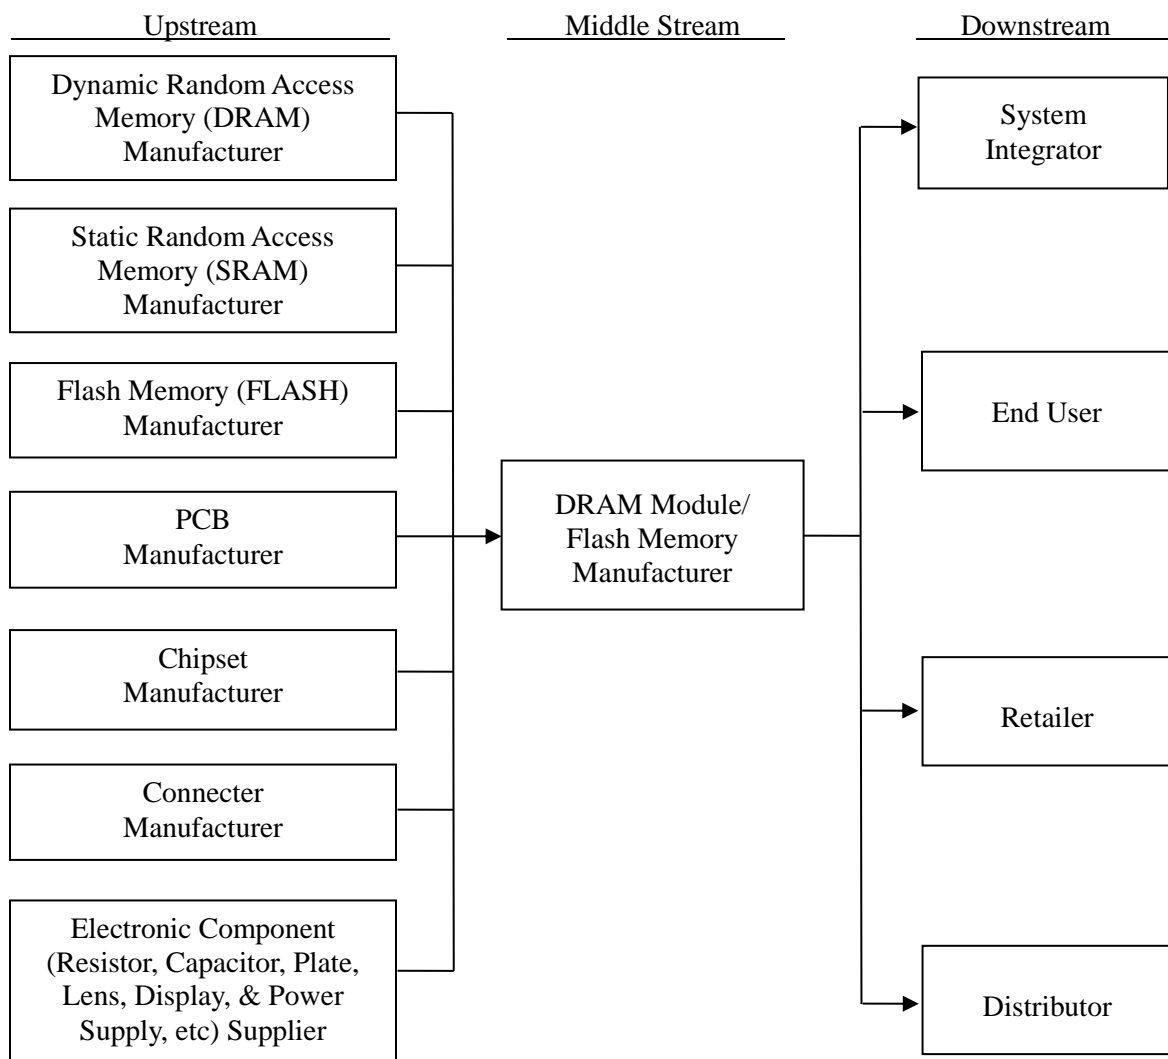 Upstream
Middle Stream
Downstream
Dynamic Random Access
Memory (DRAM)
Manufacturer
Static Random Access
Memory (SRAM)
Manufacturer
Flash Memory (FLASH)
Manufacturer
PCB
Manufacturer
Chipset
Manufacturer
Connecter
Manufacturer
Electronic Component
(Resistor, Capacitor, Plate,
Lens, Display, & Power
Supply, etc) Supplier
DRAM Module/
Flash Memory
Manufacturer
System
Integrator
End User
Retailer
Distributor